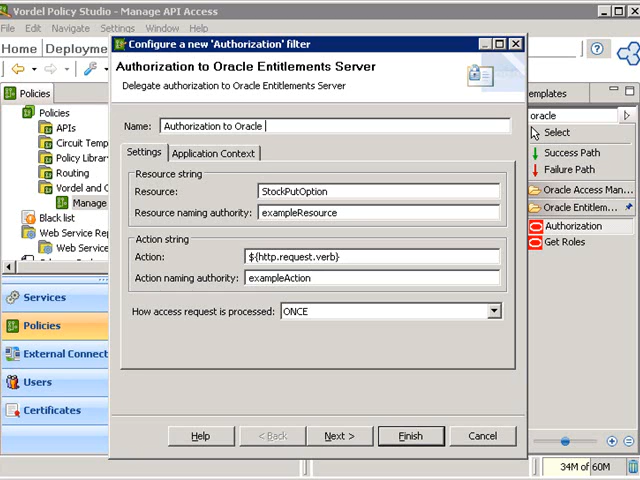 Vordel Policy Studio - Manage API Access
File Edit Navigate Settings Window Help
Home Deployme
Policies
Policies
APIs
Circuit Temp
Policy Librar
Routing
Vordel and O
Manage
Black list
Web Service Rep
Web Service
Services
Policies
External Connect
Users
Certificates
Configure a new 'Authorization' filter
Authorization to Oracle Entitlements Server
Delegate authorization to Oracle Entitlements Server
Name: Authorization to Oracle
Settings Application Context
Resource string
Resource: StockPutOption
Resource naming authority: exampleResource
Action string
Action: ${http.request.verb}
Action naming authority: exampleAction
How access request is processed: ONCE
Help < Back Next > Finish Cancel
emplates
oracle
Select
Success Path
Failure Path
Oracle Access Man...
Oracle Entitlem...
Authorization
Get Roles
34M of 60M